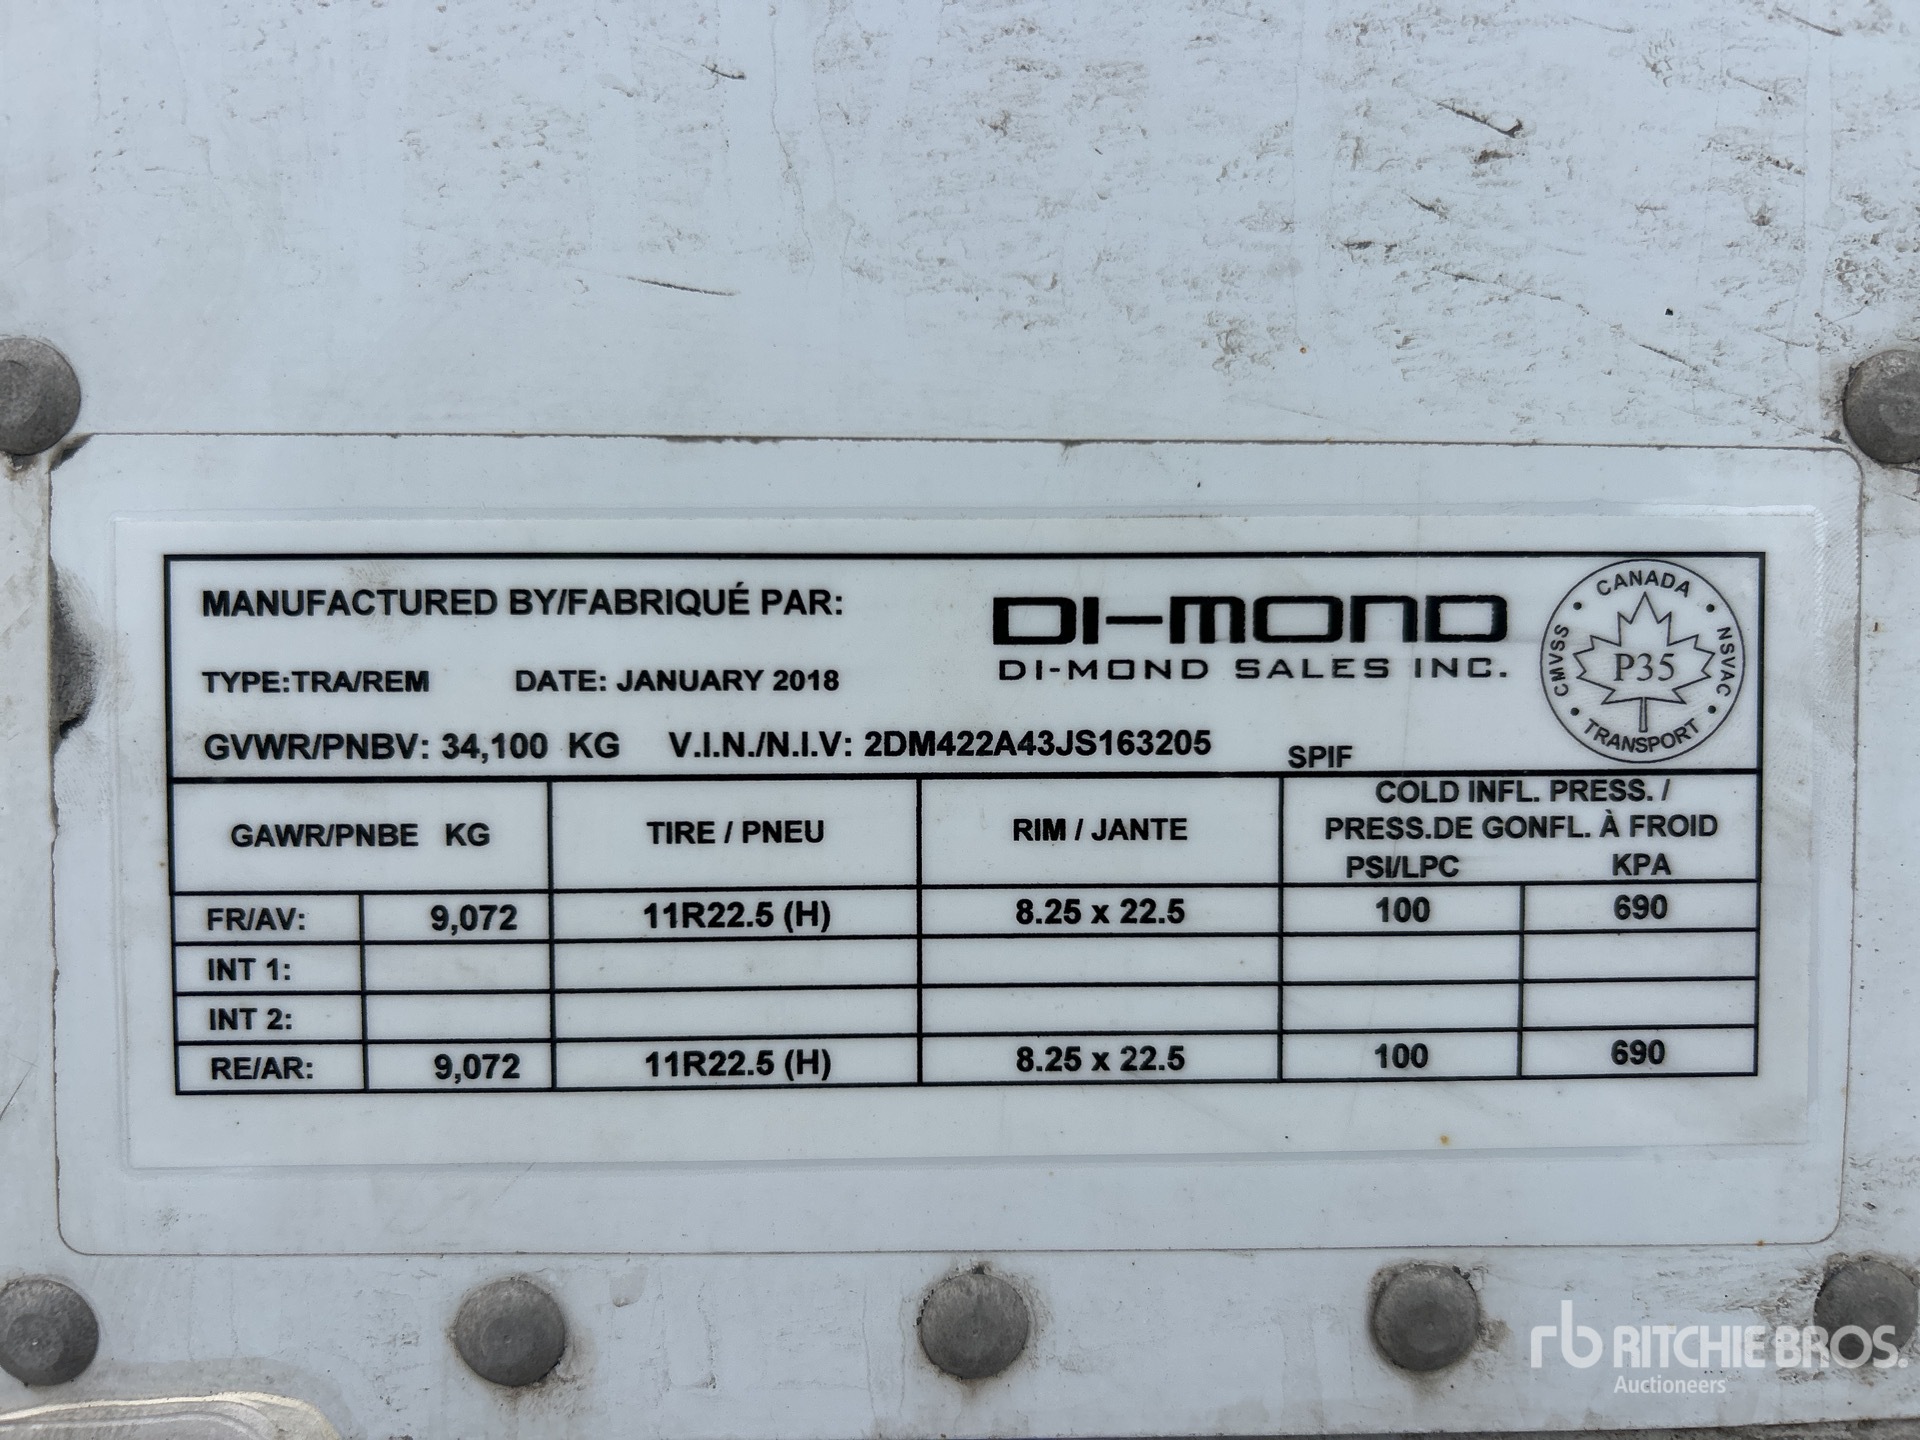 MANUFACTURED BY/FABRIQUÉ PAR:
DI-MOND
DI-MOND SALES INC.
CANADA
CMVSS
NSVAC
P35
TRANSPORT
TYPE:TRA/REM DATE: JANUARY 2018
GVWR/PNBV: 34,100 KG V.I.N./N.I.V: 2DM422A43JS163205 SPIF
GAWR/PNBE KG TIRE / PNEU RIM / JANTE COLD INFL. PRESS. /
PRESS.DE GONFL. À FROID
PSI/LPC KPA
FR/AV: 9,072 11R22.5 (H) 8.25 x 22.5 100 690
INT 1:
INT 2:
RE/AR: 9,072 11R22.5 (H) 8.25 x 22.5 100 690
rb RITCHIE BROS.
Auctioneers